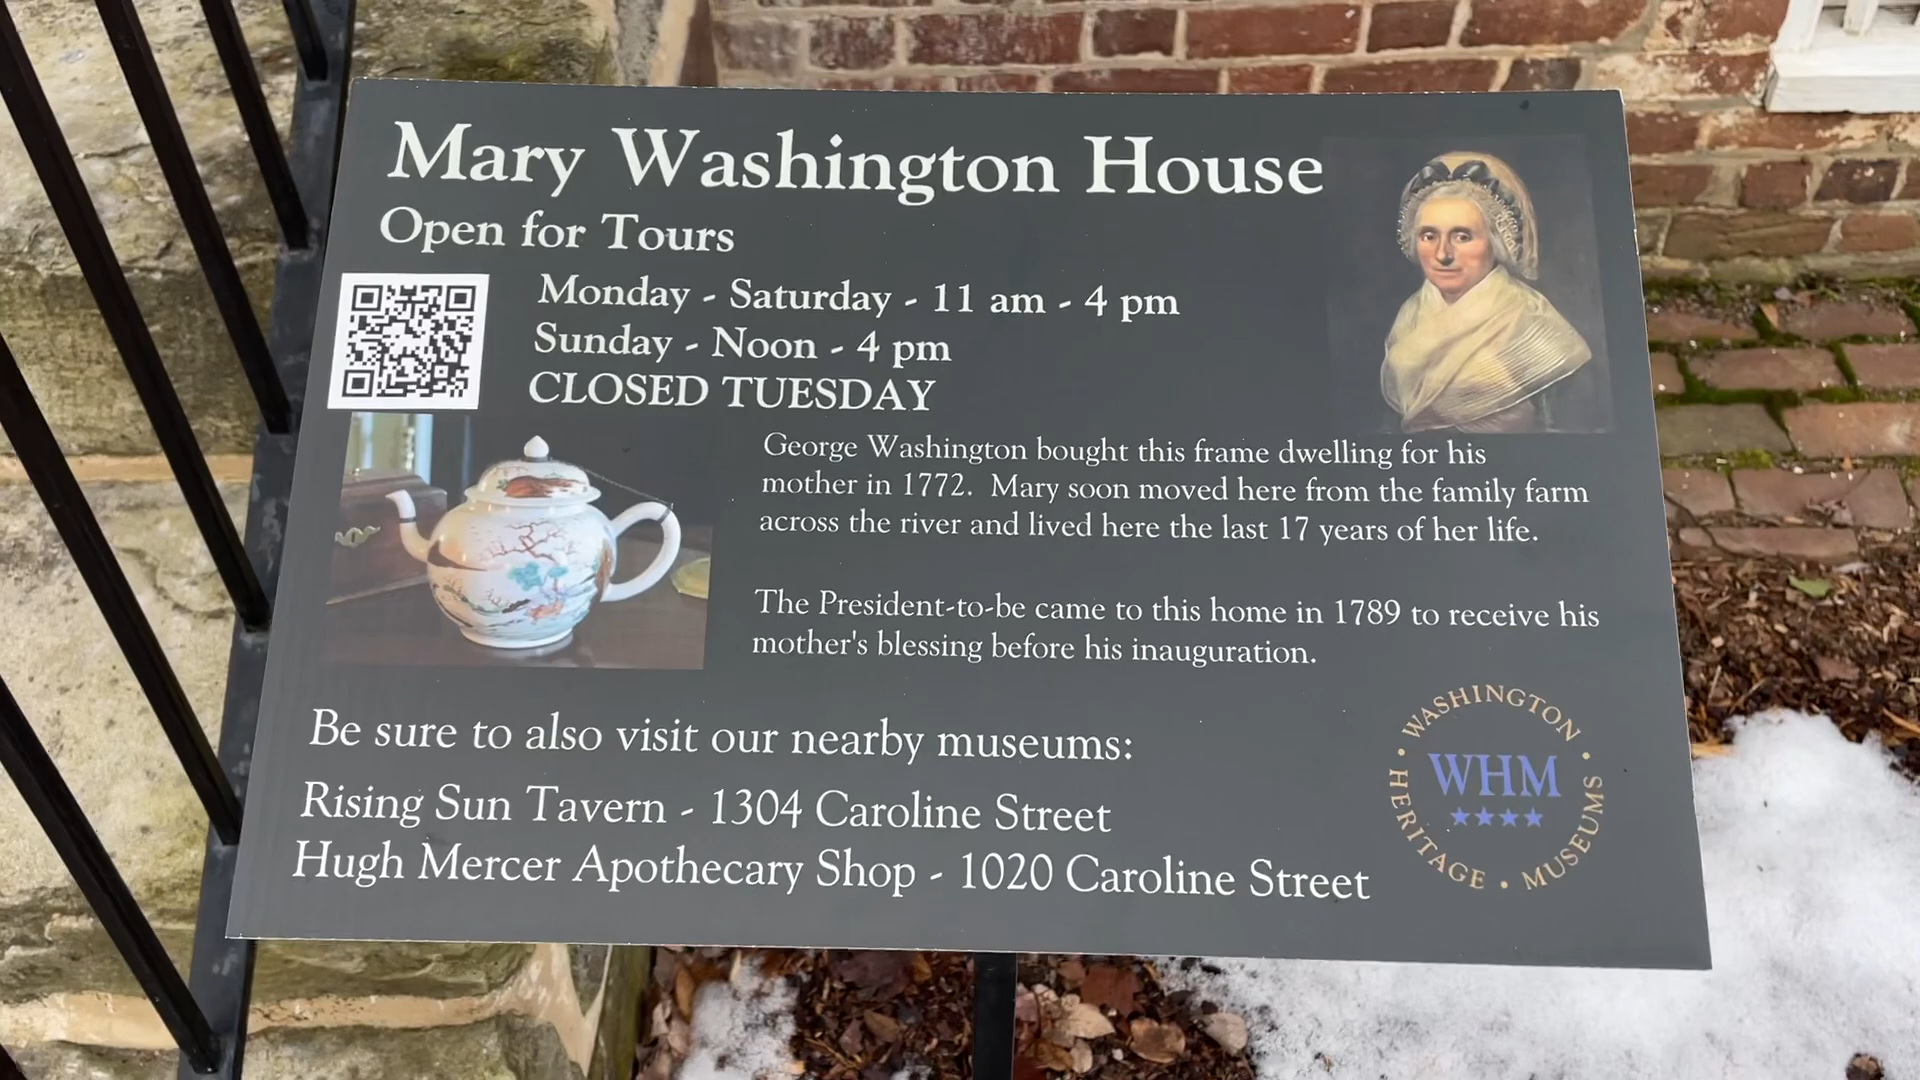 Mary Washington House
Open for Tours
Monday - Saturday - 11 am - 4 pm
Sunday - Noon - 4 pm
CLOSED TUESDAY
George Washington bought this frame dwelling for his
mother in 1772.  Mary soon moved here from the family farm
across the river and lived here the last 17 years of her life.
The President-to-be came to this home in 1789 to receive his
mother's blessing before his inauguration.
Be sure to also visit our nearby museums:
Rising Sun Tavern - 1304 Caroline Street
Hugh Mercer Apothecary Shop - 1020 Caroline Street
WASHINGTON • HERITAGE • MUSEUMS •
WHM